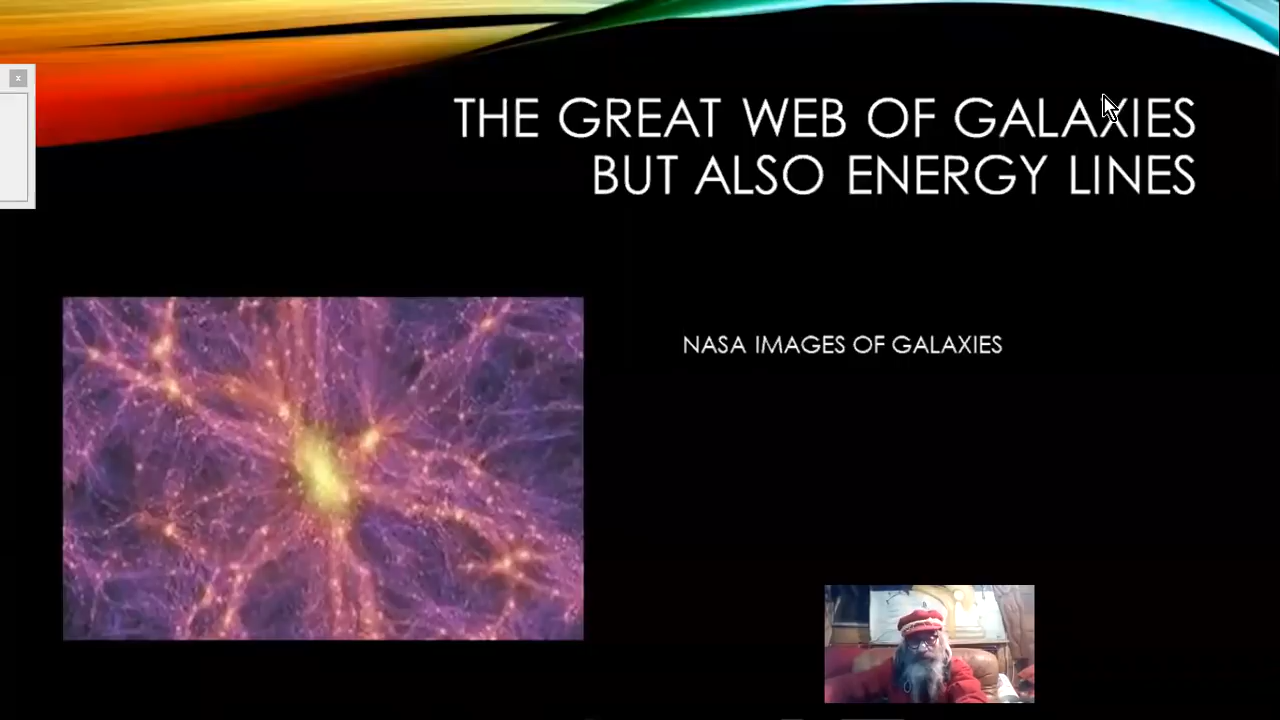 THE GREAT WEB OF GALAXIES
BUT ALSO ENERGY LINES
NASA IMAGES OF GALAXIES